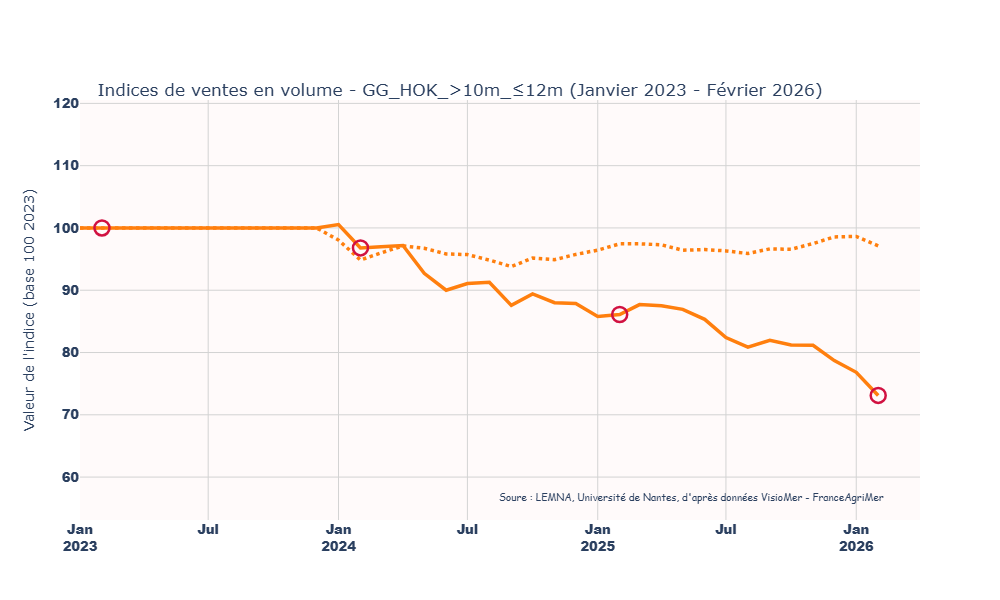 Indices de ventes en volume - GG_HOK_>10m_≤12m (Janvier 2023 - Février 2026)
Valeur de l'indice (base 100 2023)
120
110
100
90
80
70
60
Soure : LEMNA, Université de Nantes, d'après données VisioMer - FranceAgriMer
Jan Jul Jan Jul Jan Jul Jan
2023 2024 2025 2026